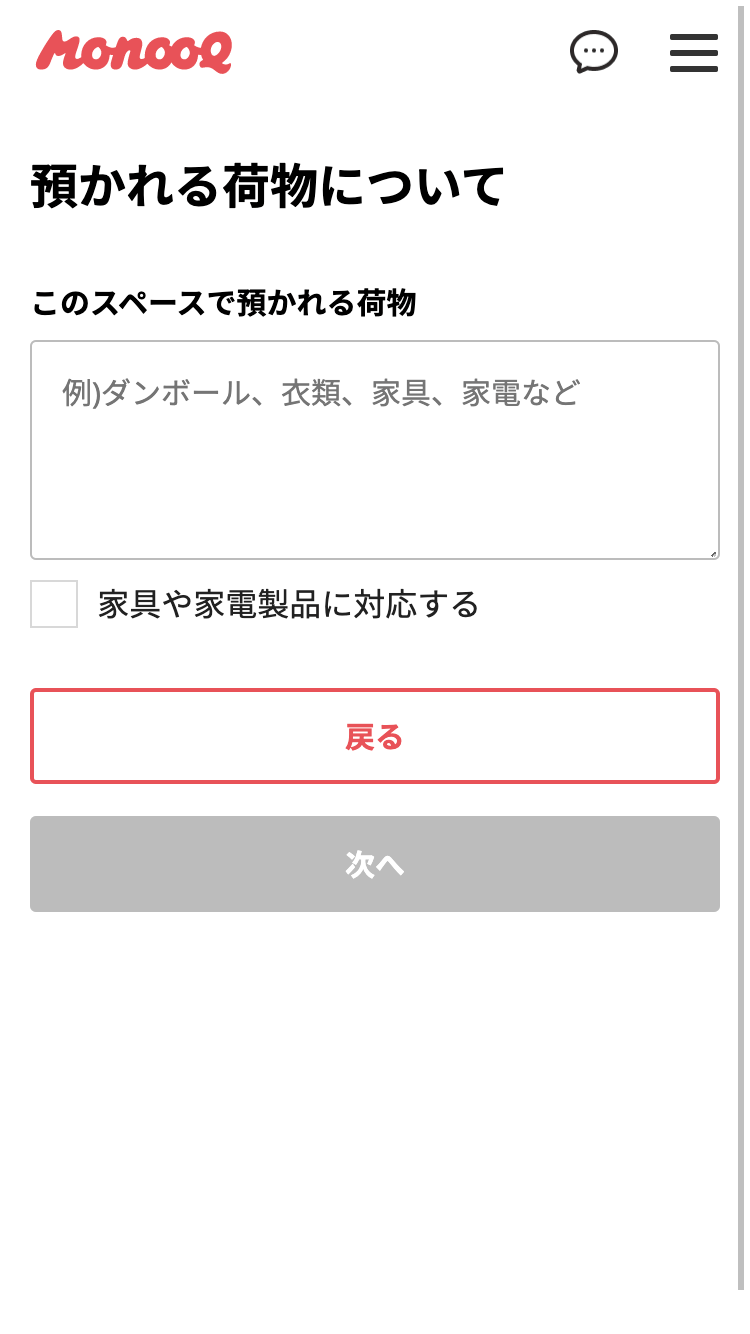 MonooQ
預かれる荷物について
このスペースで預かれる荷物
例)ダンボール、衣類、家具、家電など
家具や家電製品に対応する
戻る
次へ